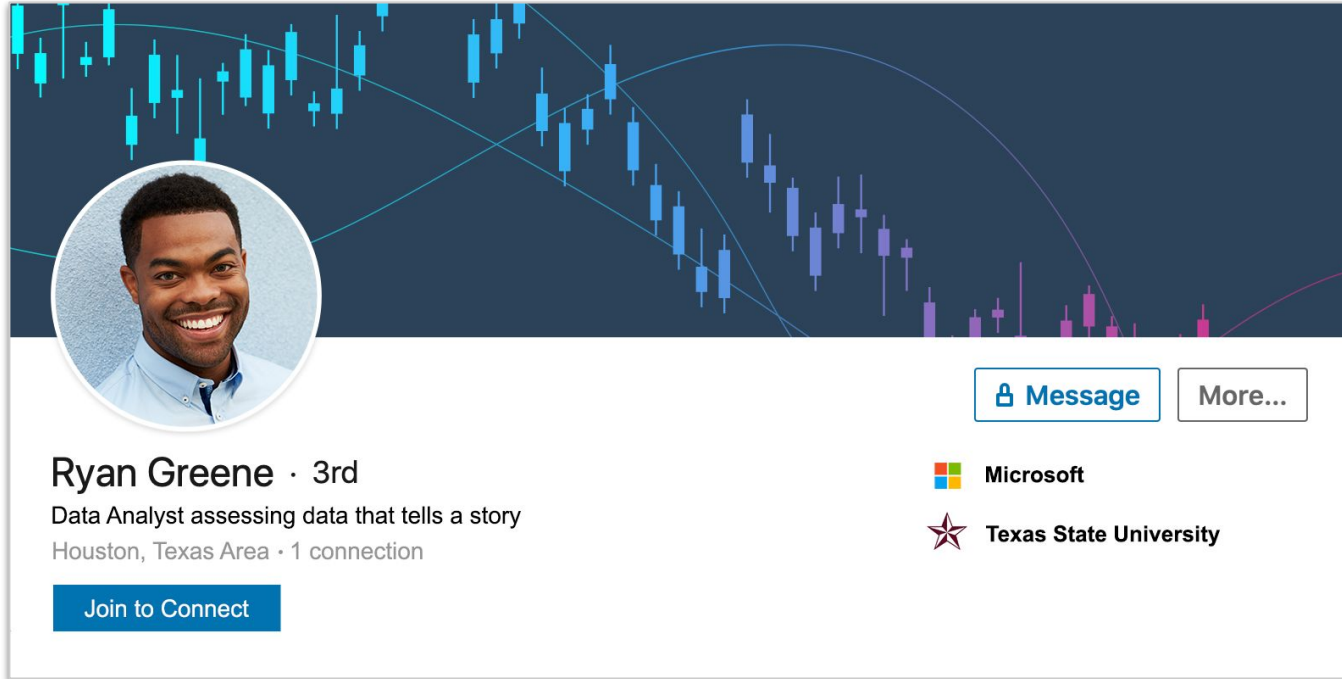 Message
More...
Ryan Greene · 3rd
Microsoft
Data Analyst assessing data that tells a story
Texas State University
Houston, Texas Area · 1 connection
Join to Connect